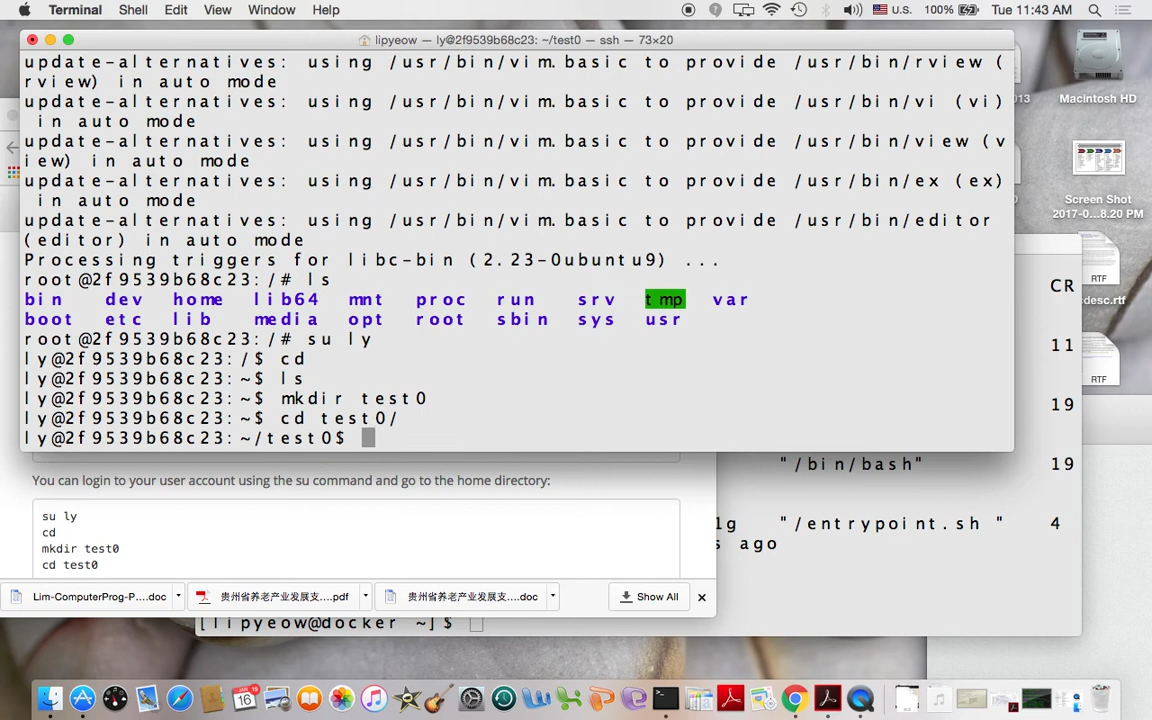 Terminal Shell Edit View Window Help U.S. 100% Tue 11:43 AM
lipyeow — ly@2f9539b68c23: ~/test0 — ssh — 73×20
update-alternatives: using /usr/bin/vim.basic to provide /usr/bin/rview (
rview) in auto mode
update-alternatives: using /usr/bin/vim.basic to provide /usr/bin/vi (vi)
in auto mode
update-alternatives: using /usr/bin/vim.basic to provide /usr/bin/view (v
iew) in auto mode
update-alternatives: using /usr/bin/vim.basic to provide /usr/bin/ex (ex)
in auto mode
update-alternatives: using /usr/bin/vim.basic to provide /usr/bin/editor
(editor) in auto mode
Processing triggers for libc-bin (2.23-0ubuntu9) ...
root@2f9539b68c23:/# ls
bin dev home lib64 mnt proc run srv tmp var
boot etc lib media opt root sbin sys usr
root@2f9539b68c23:/# su ly
ly@2f9539b68c23:/$ cd
ly@2f9539b68c23:~$ ls
ly@2f9539b68c23:~$ mkdir test0
ly@2f9539b68c23:~$ cd test0/
ly@2f9539b68c23:~/test0$
Macintosh HD
013
Screen Shot
2017-0...8.20 PM
RTF
cdesc.rtf
RTF
CR
11
19
"/bin/bash" 19
1g "/entrypoint.sh " 4
s ago
You can login to your user account using the su command and go to the home directory:
su ly
cd
mkdir test0
cd test0
Lim-ComputerProg-P....doc
贵州省养老产业发展支....pdf
贵州省养老产业发展支....doc
Show All
[lipyeow@docker ~]$
JAN
16